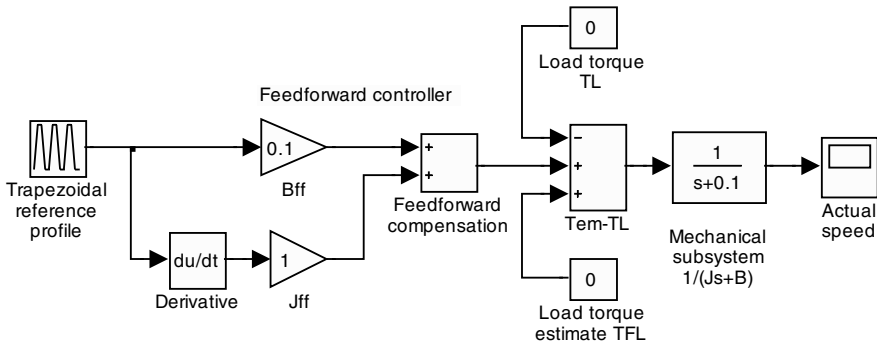 0
Load torque
TL
Feedforward controller
Trapezoidal
reference
profile
0.1
Bff
+
+
Feedforward
compensation
−
+
+
Tem-TL
1
s+0.1
Mechanical
subsystem
1/(Js+B)
Actual
speed
du/dt
Derivative
1
Jff
0
Load torque
estimate TFL